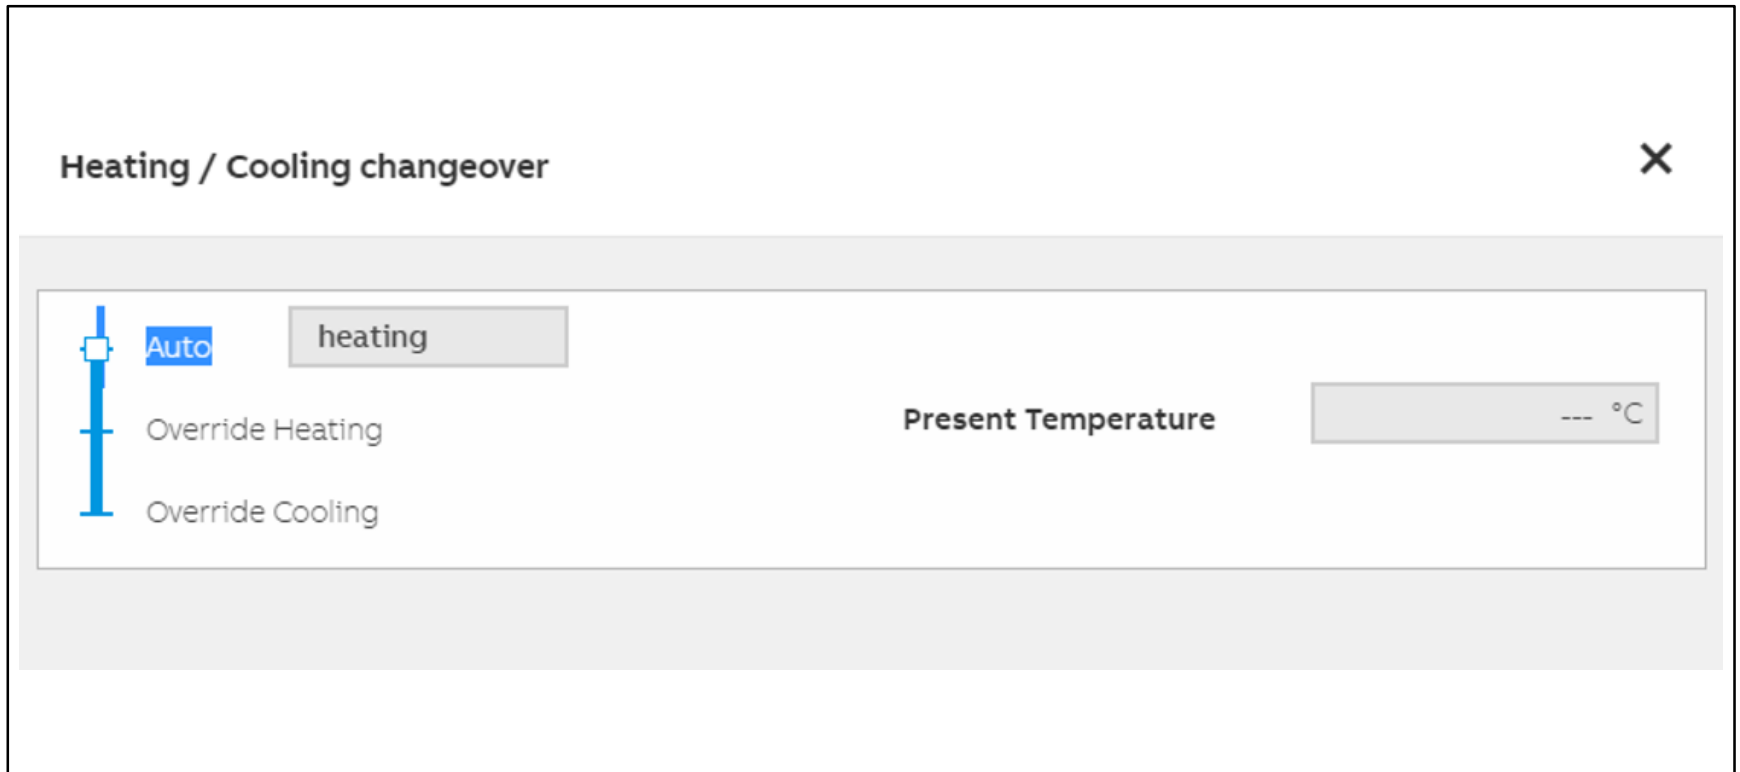 Heating / Cooling changeover
Auto
heating
Override Heating
Present Temperature
--- °C
Override Cooling